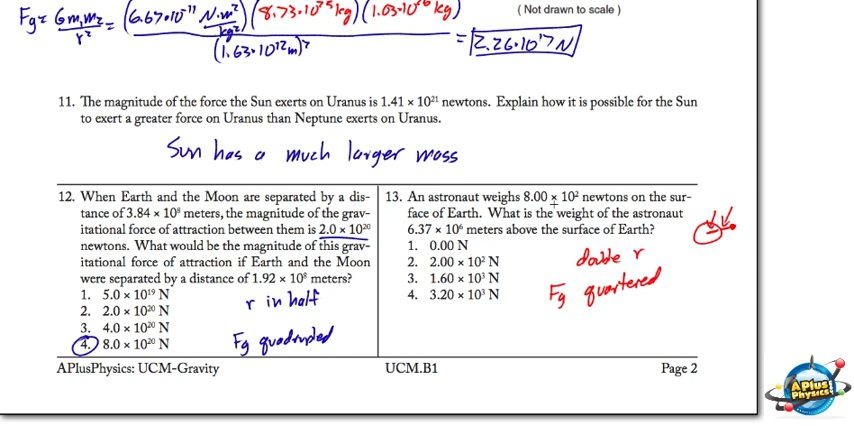 Fg = Gm₁m₂/r² = (6.67•10⁻¹¹ N•m²/kg²)(8.73•10²⁵ kg)(1.03•10²⁶ kg)
(1.63•10¹²m)² = 2.26•10¹⁷N
(Not drawn to scale)
11. The magnitude of the force the Sun exerts on Uranus is 1.41 × 10²¹ newtons. Explain how it is possible for the Sun
to exert a greater force on Uranus than Neptune exerts on Uranus.
Sun has a much larger mass
12. When Earth and the Moon are separated by a dis-
tance of 3.84 × 10⁸ meters, the magnitude of the grav-
itational force of attraction between them is 2.0 × 10²⁰
newtons. What would be the magnitude of this grav-
itational force of attraction if Earth and the Moon
were separated by a distance of 1.92 × 10⁸ meters?
1. 5.0 × 10¹⁹ N
2. 2.0 × 10²⁰ N
3. 4.0 × 10²⁰ N
4. 8.0 × 10²⁰ N
r in half
Fg quadrupled
13. An astronaut weighs 8.00 × 10² newtons on the sur-
face of Earth. What is the weight of the astronaut
6.37 × 10⁶ meters above the surface of Earth?
1. 0.00 N
2. 2.00 × 10² N
3. 1.60 × 10³ N
4. 3.20 × 10³ N
double r
Fg quartered
APlusPhysics: UCM-Gravity
UCM.B1
Page 2
A Plus
Physics